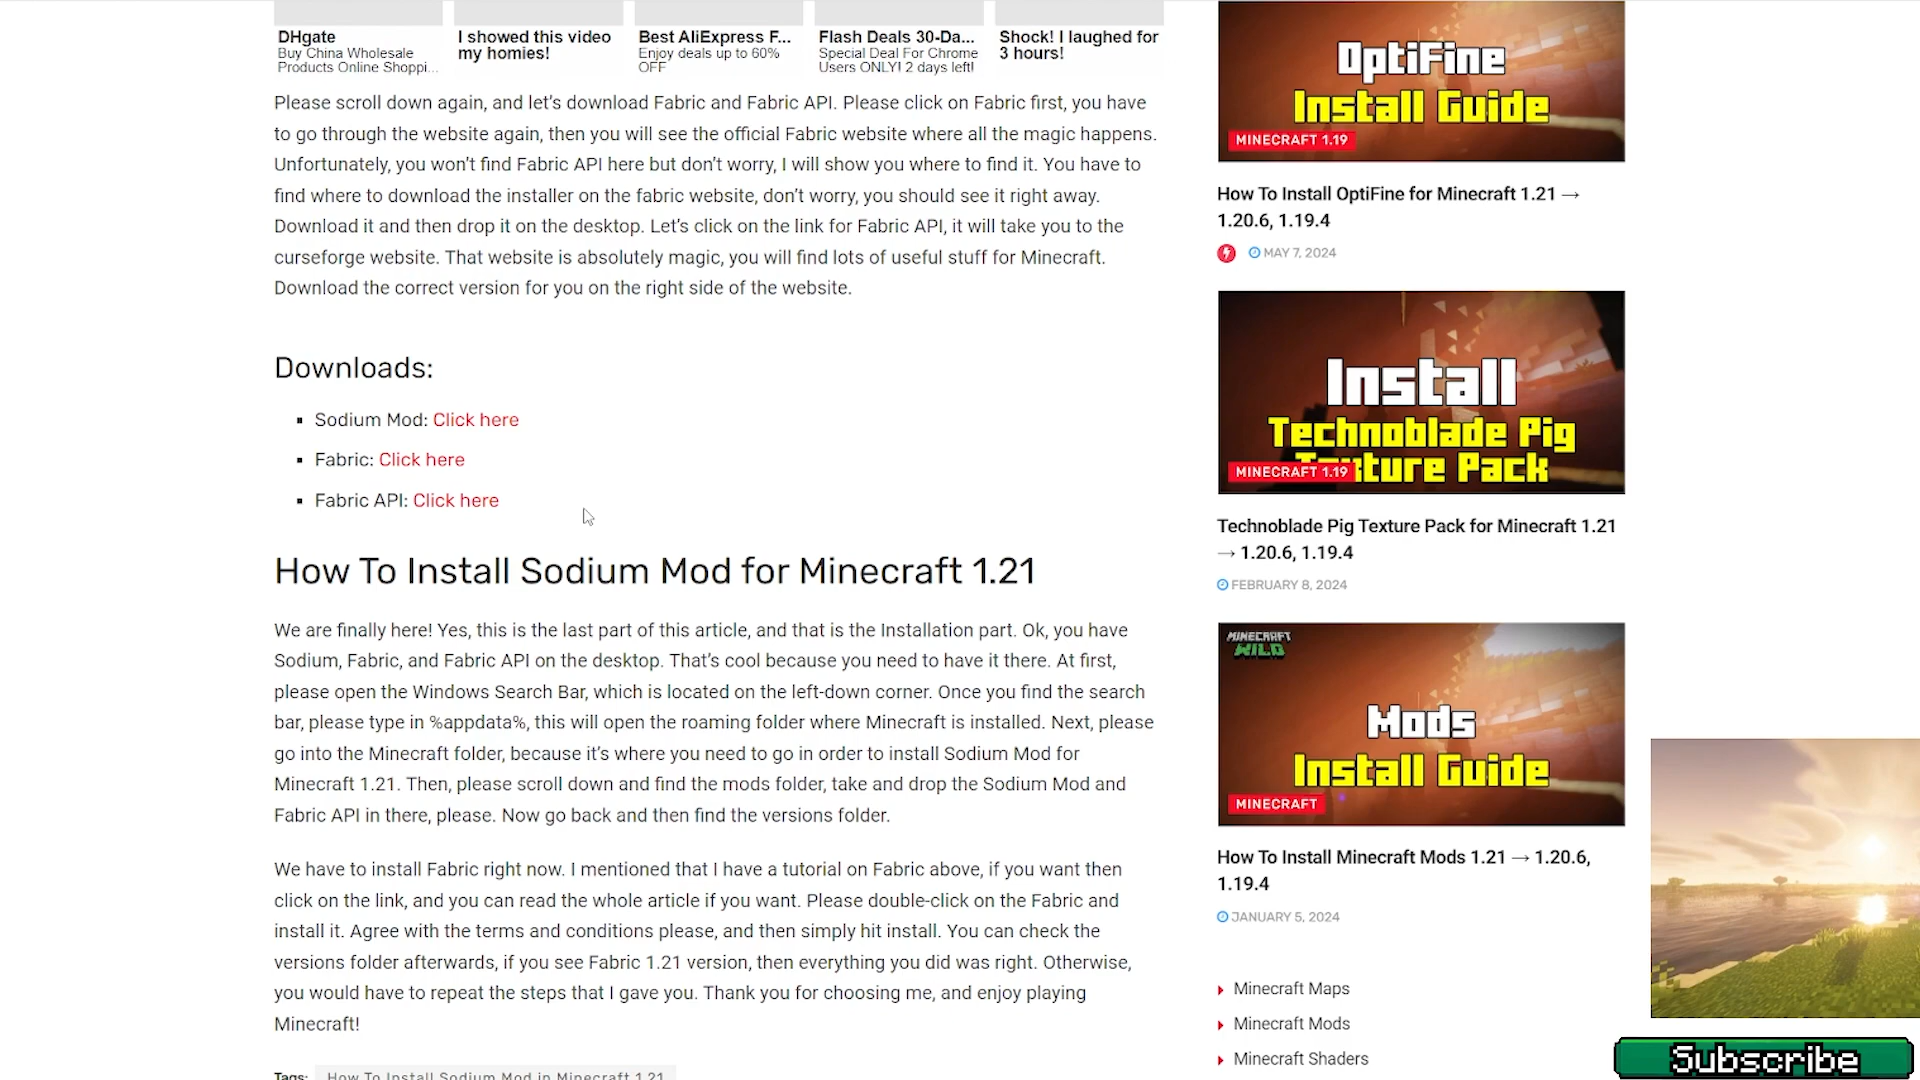 DHgate
Buy China Wholesale
Products Online Shoppi...
I showed this video
my homies!
Best AliExpress F...
Enjoy deals up to 60%
OFF
Flash Deals 30-Da...
Special Deal For Chrome
Users ONLY! 2 days left!
Shock! I laughed for
3 hours!
Please scroll down again, and let’s download Fabric and Fabric API. Please click on Fabric first, you have
to go through the website again, then you will see the official Fabric website where all the magic happens.
Unfortunately, you won’t find Fabric API here but don’t worry, I will show you where to find it. You have to
find where to download the installer on the fabric website, don’t worry, you should see it right away.
Download it and then drop it on the desktop. Let’s click on the link for Fabric API, it will take you to the
curseforge website. That website is absolutely magic, you will find lots of useful stuff for Minecraft.
Download the correct version for you on the right side of the website.
Downloads:
Sodium Mod: Click here
Fabric: Click here
Fabric API: Click here
How To Install Sodium Mod for Minecraft 1.21
We are finally here! Yes, this is the last part of this article, and that is the Installation part. Ok, you have
Sodium, Fabric, and Fabric API on the desktop. That’s cool because you need to have it there. At first,
please open the Windows Search Bar, which is located on the left-down corner. Once you find the search
bar, please type in %appdata%, this will open the roaming folder where Minecraft is installed. Next, please
go into the Minecraft folder, because it’s where you need to go in order to install Sodium Mod for
Minecraft 1.21. Then, please scroll down and find the mods folder, take and drop the Sodium Mod and
Fabric API in there, please. Now go back and then find the versions folder.
We have to install Fabric right now. I mentioned that I have a tutorial on Fabric above, if you want then
click on the link, and you can read the whole article if you want. Please double-click on the Fabric and
install it. Agree with the terms and conditions please, and then simply hit install. You can check the
versions folder afterwards, if you see Fabric 1.21 version, then everything you did was right. Otherwise,
you would have to repeat the steps that I gave you. Thank you for choosing me, and enjoy playing
Minecraft!
Tags: How To Install Sodium Mod in Minecraft 1.21
OptiFine
Install Guide
MINECRAFT 1.19
How To Install OptiFine for Minecraft 1.21 →
1.20.6, 1.19.4
MAY 7, 2024
Install
Technoblade Pig
Texture Pack
MINECRAFT 1.19
Technoblade Pig Texture Pack for Minecraft 1.21
→ 1.20.6, 1.19.4
FEBRUARY 8, 2024
MINECRAFT
WILD
Mods
Install Guide
MINECRAFT
How To Install Minecraft Mods 1.21 → 1.20.6,
1.19.4
JANUARY 5, 2024
Minecraft Maps
Minecraft Mods
Minecraft Shaders
Subscribe